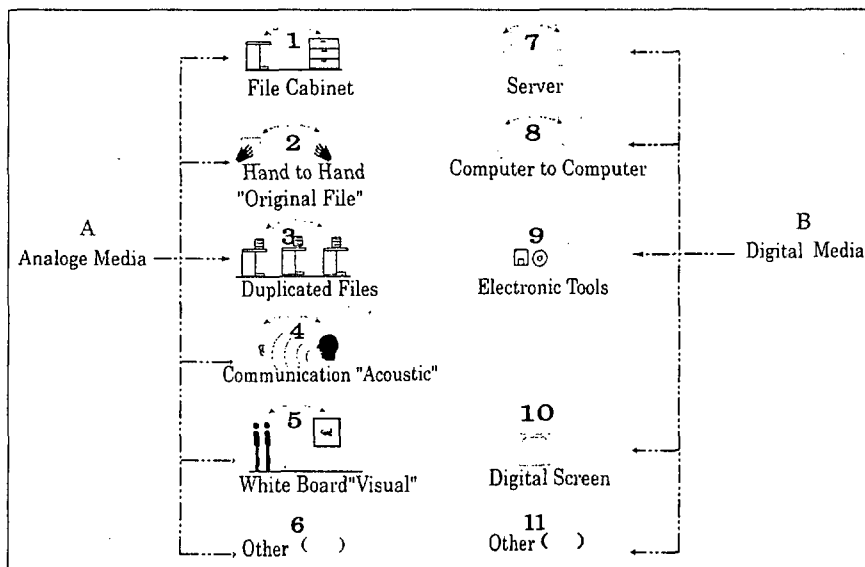 A
Analoge Media
1
File Cabinet
2
Hand to Hand
"Original File"
3
Duplicated Files
4
Communication "Acoustic"
5
White Board"Visual"
6
Other (   )
7
Server
8
Computer to Computer
9
Electronic Tools
10
Digital Screen
11
Other (   )
B
Digital Media